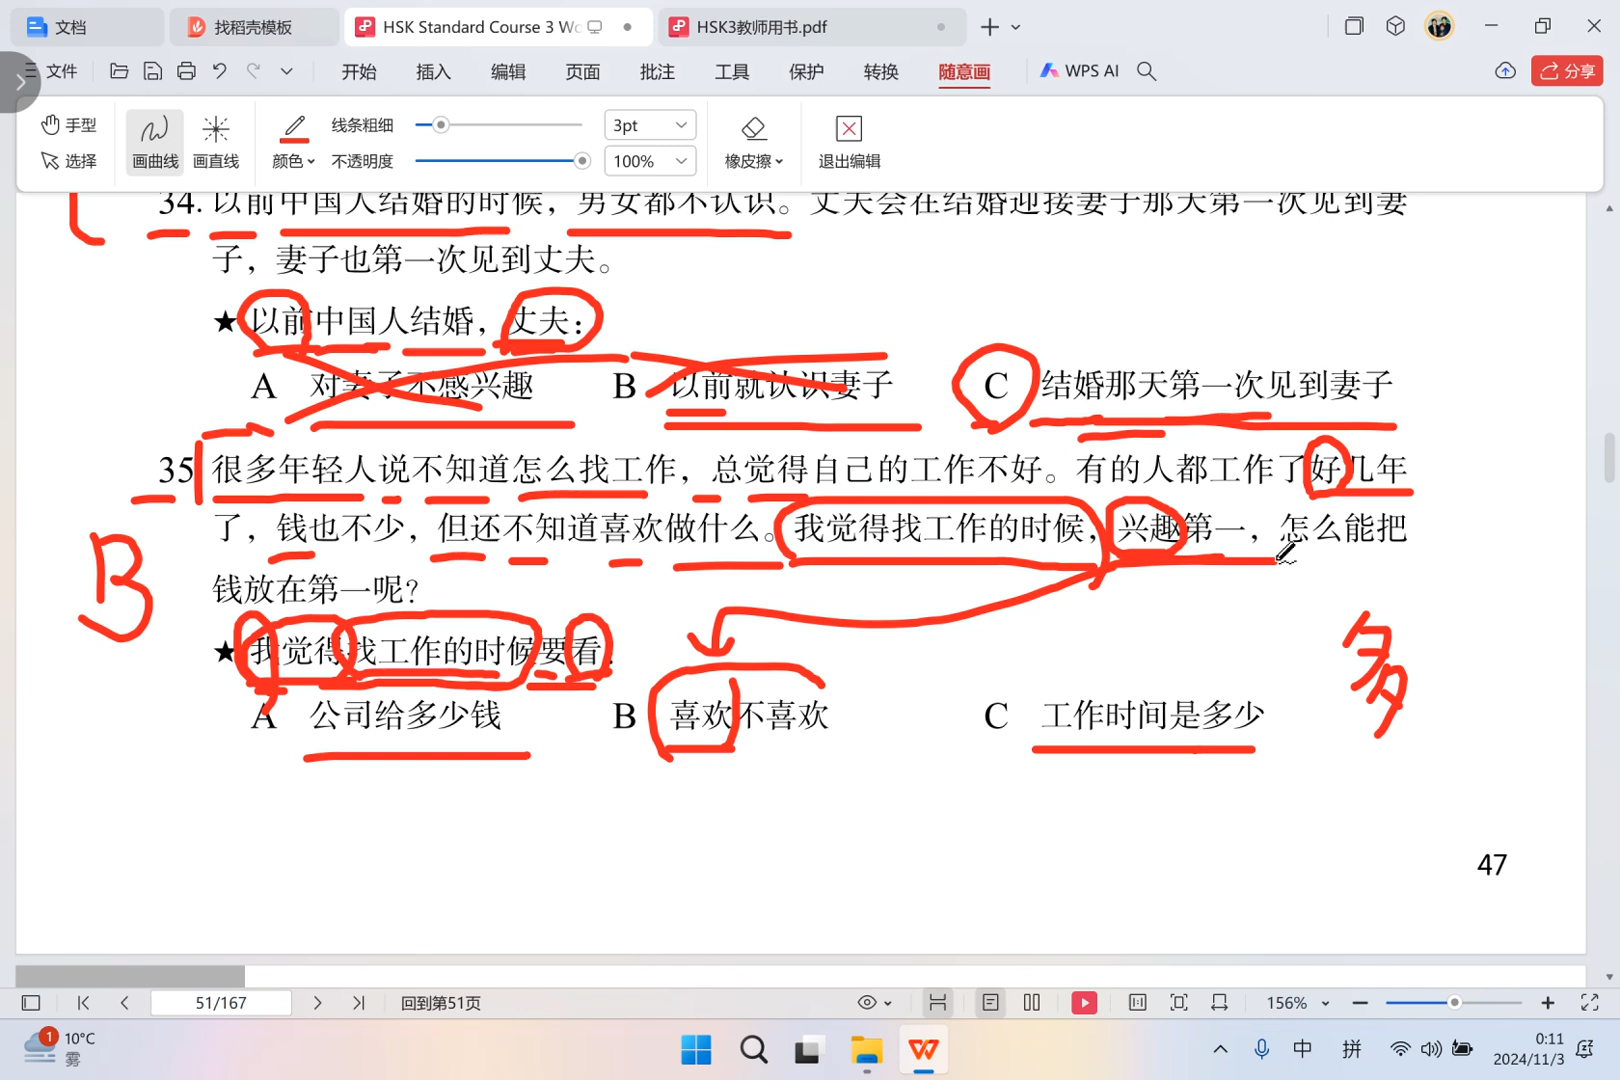 文档 找稻壳模板 HSK Standard Course 3 Wo HSK3教师用书.pdf
文件 开始 插入 编辑 页面 批注 工具 保护 转换 随意画 WPS AI 分享
手型 线条粗细 3pt
选择 画曲线 画直线 颜色 不透明度 100% 橡皮擦 退出编辑
34. 以前中国人结婚的时候，男女都不认识。丈夫会在结婚迎接妻子那天第一次见到妻
子，妻子也第一次见到丈夫。
★ 以前中国人结婚，丈夫：
A 对妻子不感兴趣 B 以前就认识妻子 C 结婚那天第一次见到妻子
35 很多年轻人说不知道怎么找工作，总觉得自己的工作不好。有的人都工作了好几年
了，钱也不少，但还不知道喜欢做什么。我觉得找工作的时候，兴趣第一，怎么能把
钱放在第一呢？
B
★ 我觉得找工作的时候要看：
多
A 公司给多少钱 B 喜欢不喜欢 C 工作时间是多少
47
51/167 回到第51页 156%
1 10°C
雾
中 拼 0:11
2024/11/3